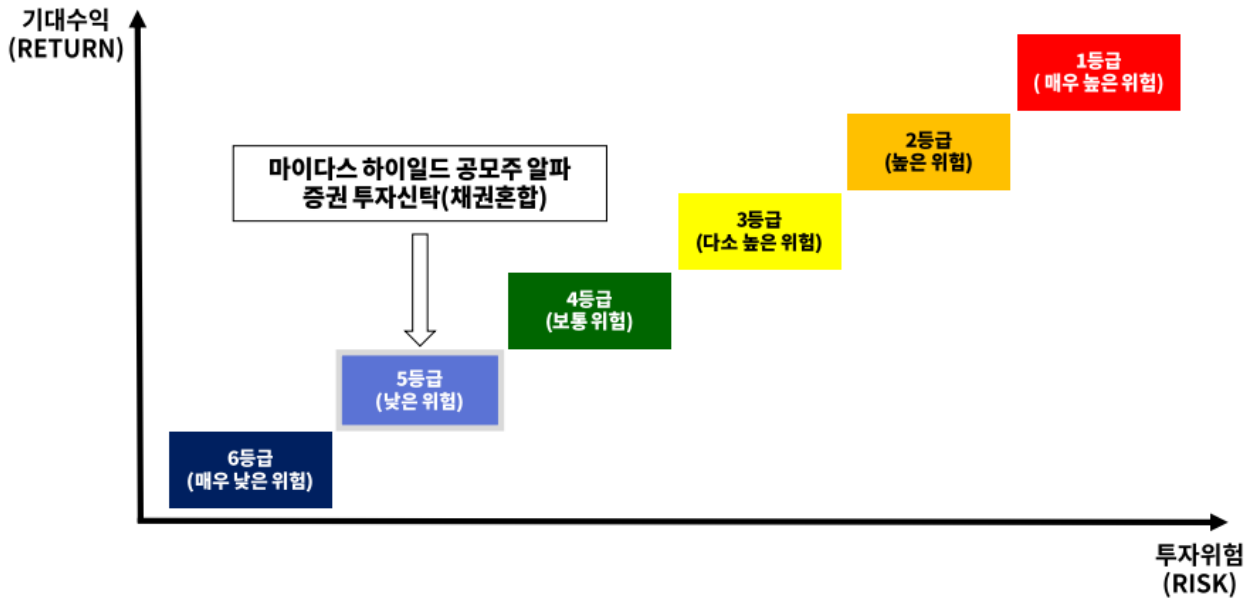 기대수익
(RETURN)
1등급
( 매우 높은 위험)
2등급
(높은 위험)
마이다스 하이일드 공모주 알파
증권 투자신탁(채권혼합)
3등급
(다소 높은 위험)
4등급
(보통 위험)
5등급
(낮은 위험)
6등급
(매우 낮은 위험)
투자위험
(RISK)